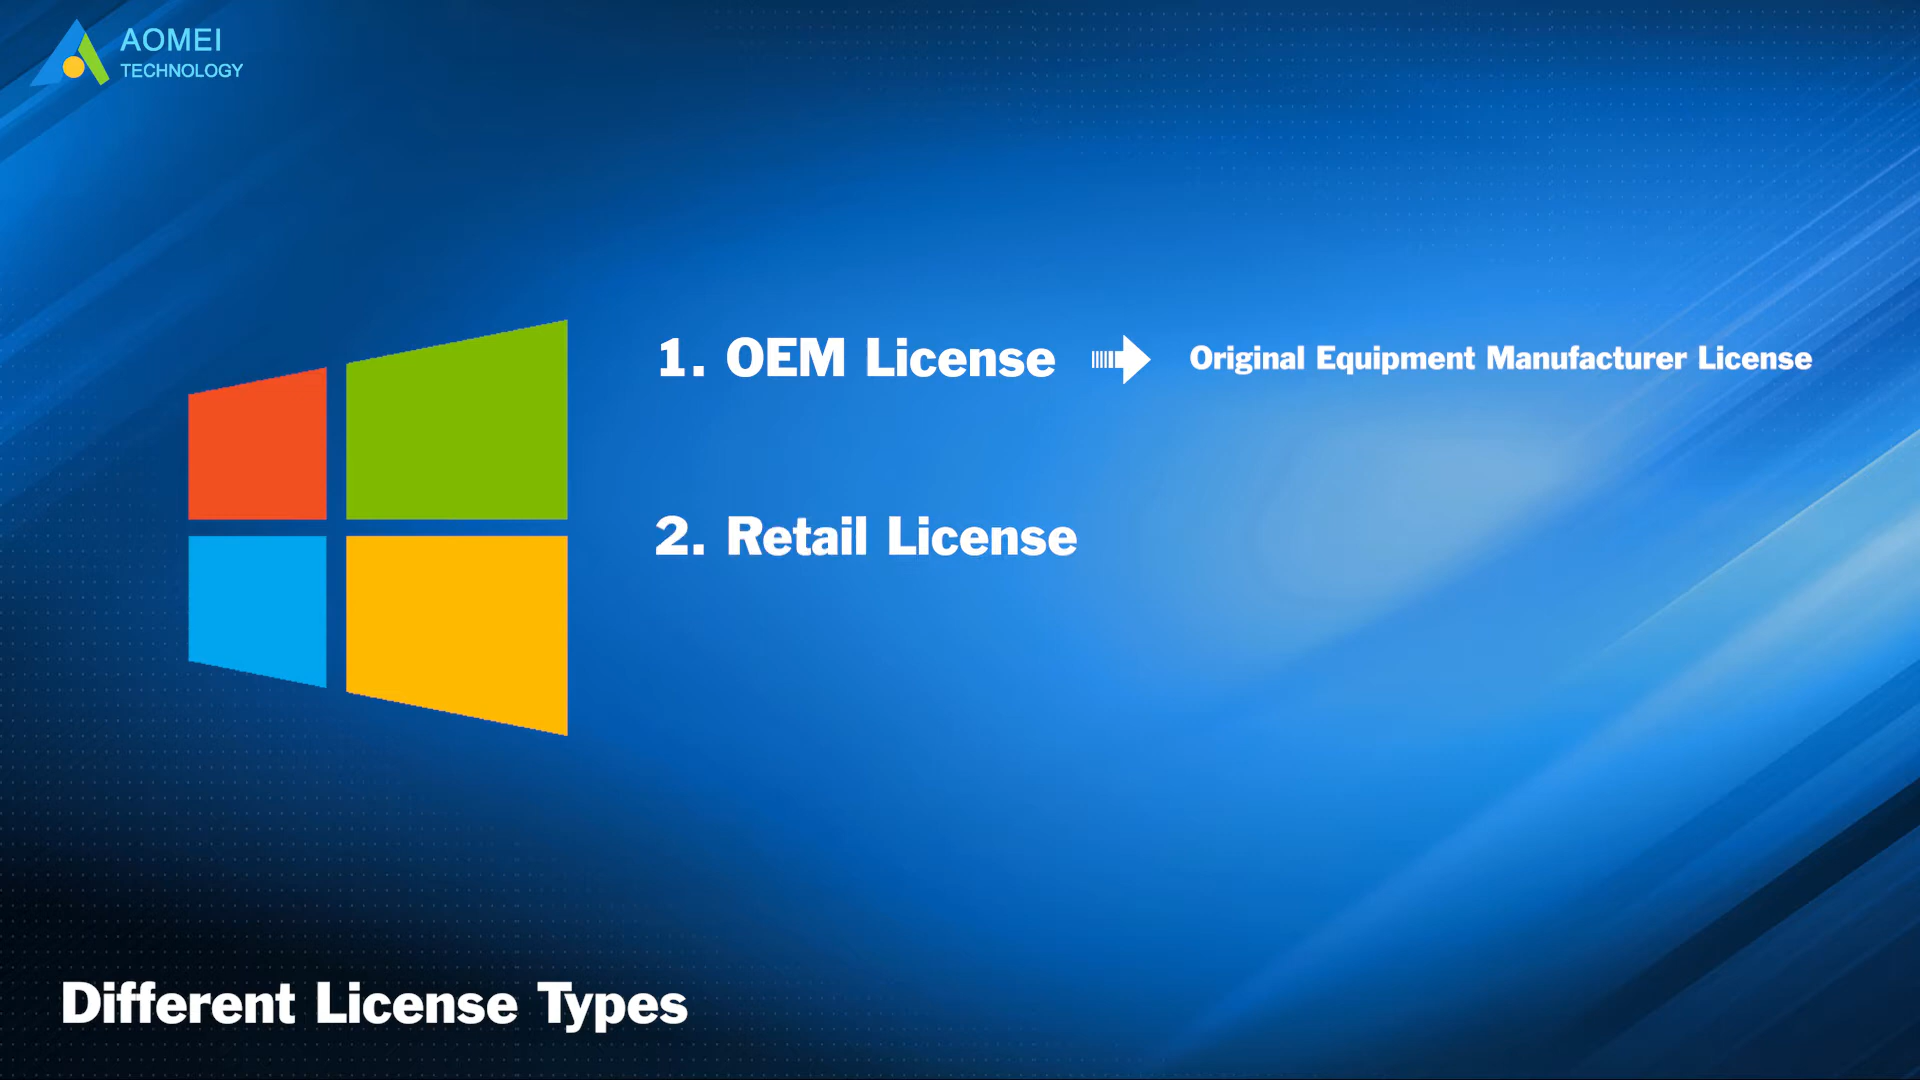 AOMEI
TECHNOLOGY
1. OEM License
Original Equipment Manufacturer License
2. Retail License
Different License Types